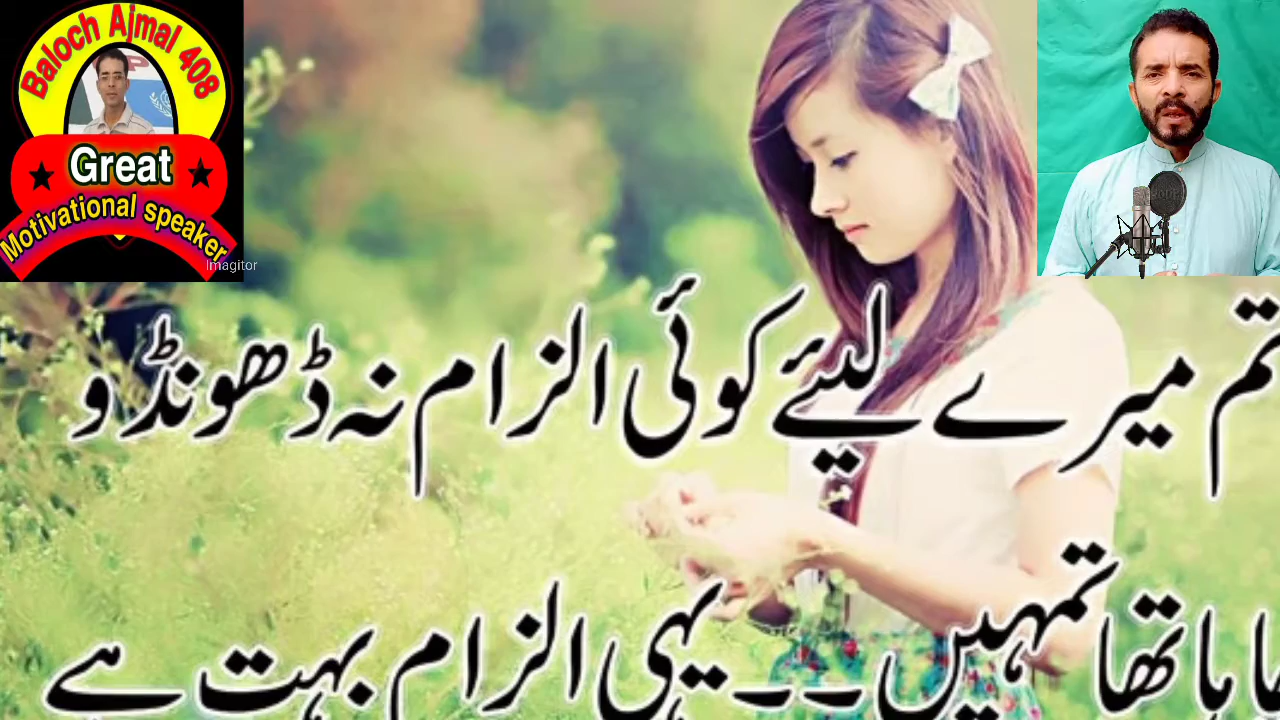 Baloch Ajmal 408
Great
Motivational speaker
Imagitor
تم میرے لیئے کوئی الزام نہ ڈھونڈو
تھا تمہیں ۔۔ یہی الزام بہت ہے